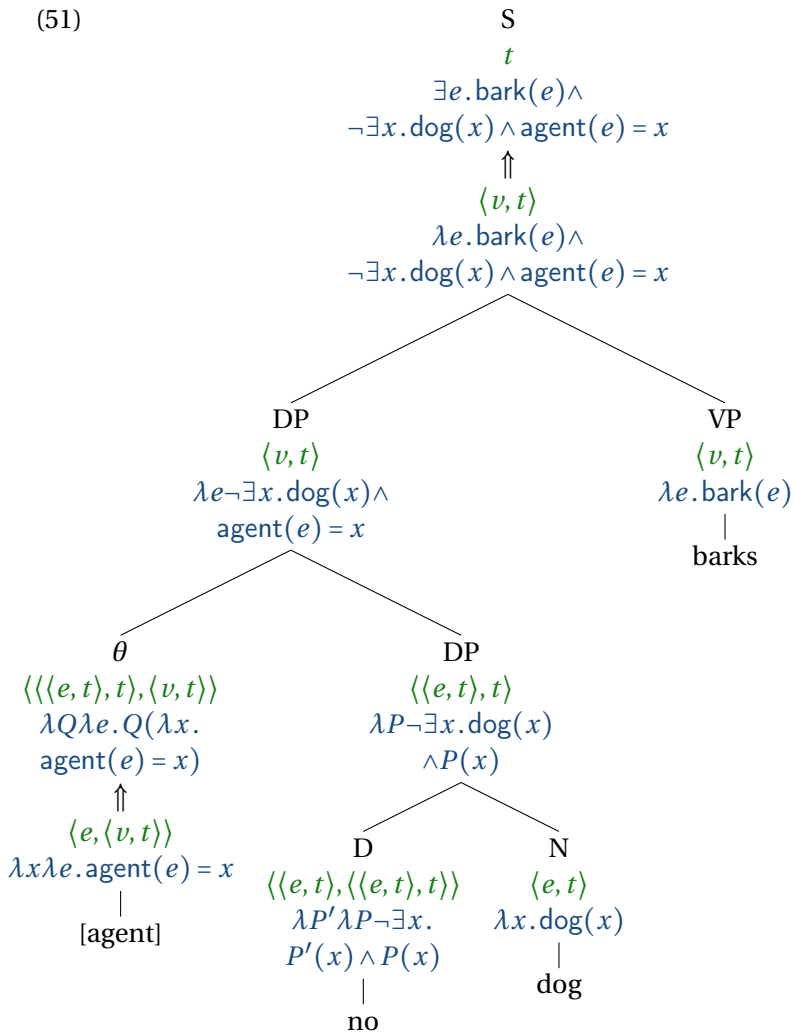 (51)
S
t
∃e.bark(e)∧
¬∃x.dog(x)∧agent(e) = x
⇑
⟨v, t⟩
λe.bark(e)∧
¬∃x.dog(x)∧agent(e) = x
DP
⟨v, t⟩
λe¬∃x.dog(x)∧
agent(e) = x
VP
⟨v, t⟩
λe.bark(e)
barks
θ
⟨⟨⟨e, t⟩, t⟩, ⟨v, t⟩⟩
λQλe.Q(λx.
agent(e) = x)
⇑
⟨e, ⟨v, t⟩⟩
λxλe.agent(e) = x
[agent]
DP
⟨⟨e, t⟩, t⟩
λP¬∃x.dog(x)
∧P(x)
D
⟨⟨e, t⟩, ⟨⟨e, t⟩, t⟩⟩
λP′λP¬∃x.
P′(x)∧P(x)
no
N
⟨e, t⟩
λx.dog(x)
dog